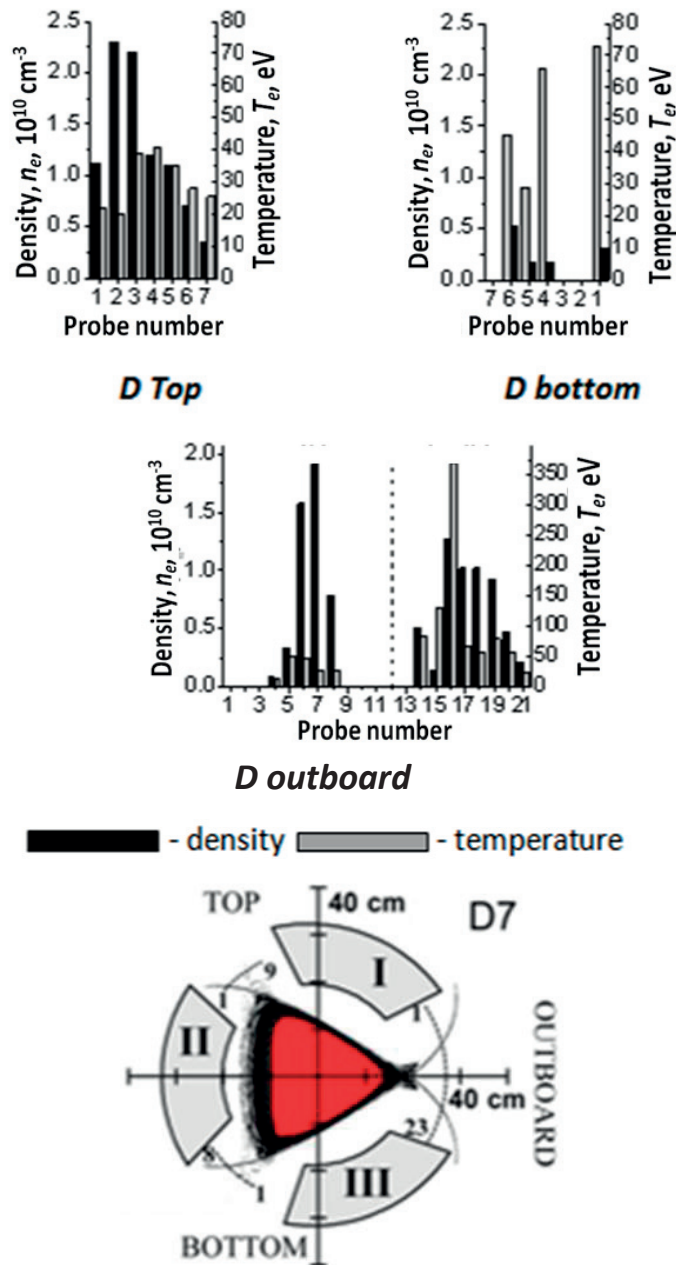 2.5
2.0
1.5
1.0
0.5
0.0
Density, nₑ, 10¹⁰ cm⁻³
80
70
60
50
40
30
20
10
0
Temperature, Tₑ, eV
1 2 3 4 5 6 7
Probe number
D Top
2.5
2.0
1.5
1.0
0.5
0.0
Density, nₑ, 10¹⁰ cm⁻³
80
70
60
50
40
30
20
10
0
Temperature, Tₑ, eV
7 6 5 4 3 2 1
Probe number
D bottom
2.0
1.5
1.0
0.5
0.0
Density, nₑ, 10¹⁰ cm⁻³
350
300
250
200
150
100
50
0
Temperature, Tₑ, eV
1 3 5 7 9 11 13 15 17 19 21
Probe number
D outboard
- density
- temperature
TOP
40 cm
D7
9
1
I
1
II
OUTBOARD
40 cm
23
8
1
III
BOTTOM